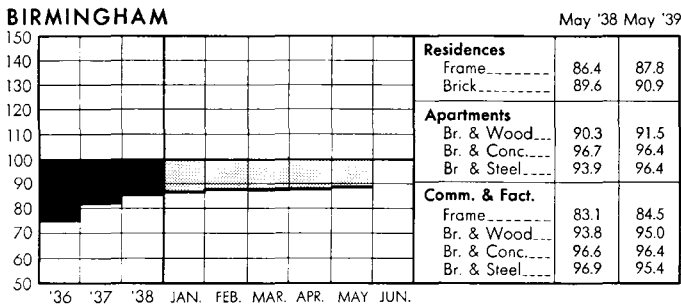 BIRMINGHAM
May '38 May '39
150
140
130
120
110
100
90
80
70
60
50
'36 '37 '38 JAN. FEB. MAR. APR. MAY JUN.
Residences
Frame 86.4 87.8
Brick 89.6 90.9
Apartments
Br. & Wood 90.3 91.5
Br. & Conc. 96.7 96.4
Br & Steel 93.9 96.4
Comm. & Fact.
Frame 83.1 84.5
Br. & Wood 93.8 95.0
Br. & Conc. 96.6 96.4
Br. & Steel 96.9 95.4